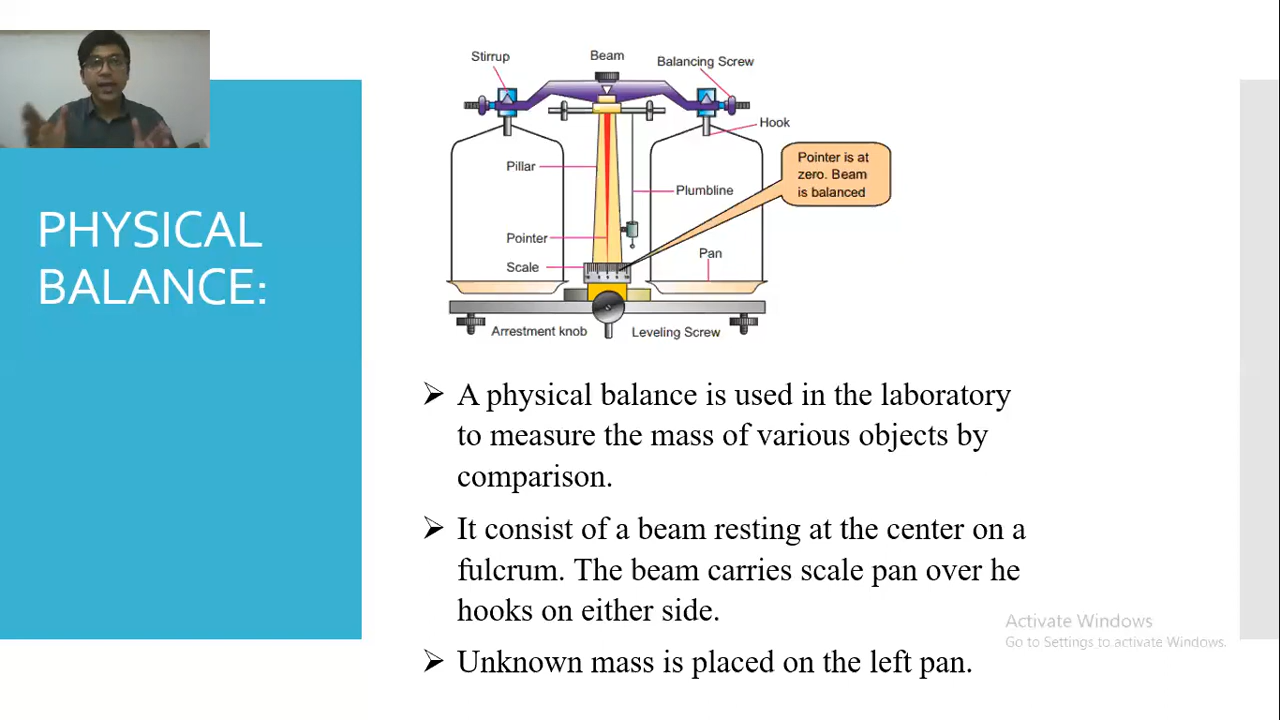 PHYSICAL
BALANCE:
Stirrup
Beam
Balancing Screw
Hook
Pillar
Plumbline
Pointer is at
zero. Beam
is balanced
Pointer
Scale
Pan
Arrestment knob
Leveling Screw
➢ A physical balance is used in the laboratory
to measure the mass of various objects by
comparison.
➢ It consist of a beam resting at the center on a
fulcrum. The beam carries scale pan over he
hooks on either side.
➢ Unknown mass is placed on the left pan.
Activate Windows
Go to Settings to activate Windows.